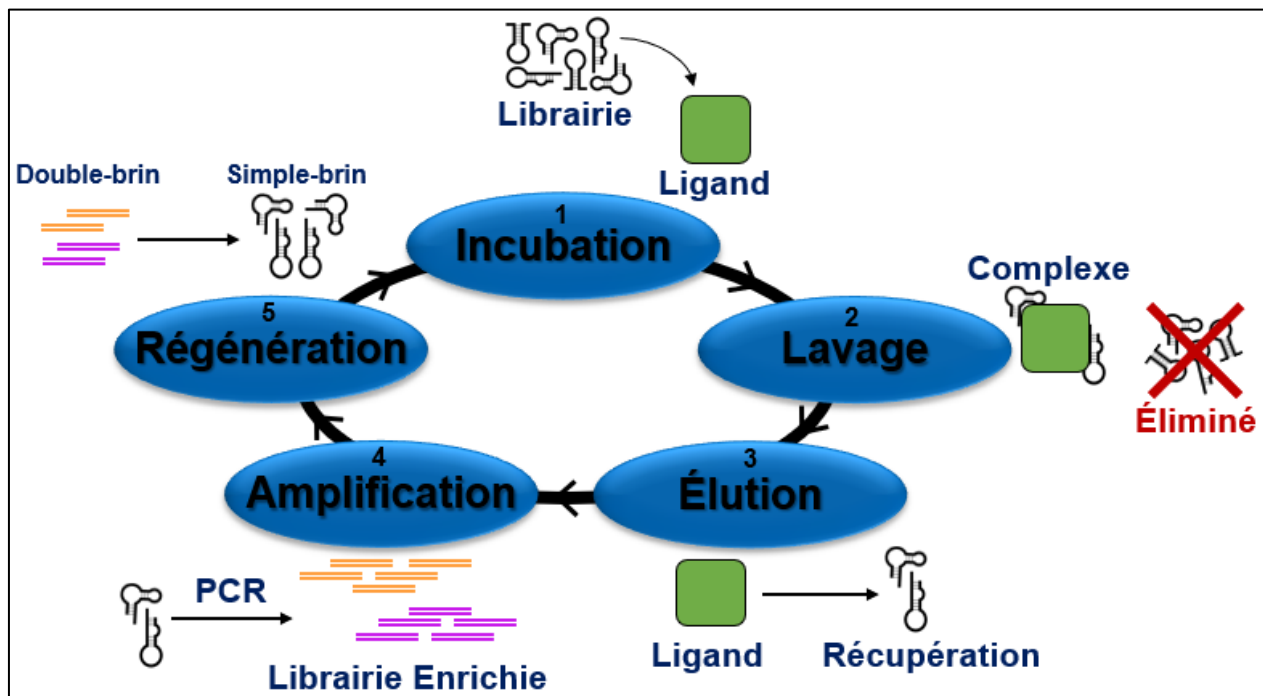 Librairie
Ligand
Double-brin
Simple-brin
1
Incubation
Complexe
2
Lavage
Éliminé
3
Élution
Ligand
Récupération
4
Amplification
PCR
Librairie Enrichie
5
Régénération